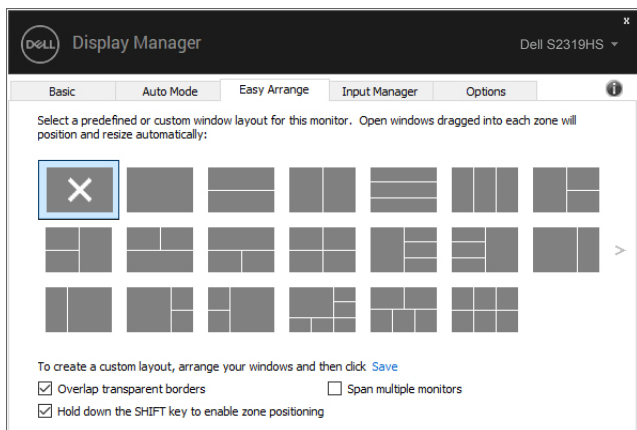 x
DELL Display Manager Dell S2319HS
Basic Auto Mode Easy Arrange Input Manager Options i
Select a predefined or custom window layout for this monitor. Open windows dragged into each zone will
position and resize automatically:
>
To create a custom layout, arrange your windows and then click Save
Overlap transparent borders Span multiple monitors
Hold down the SHIFT key to enable zone positioning